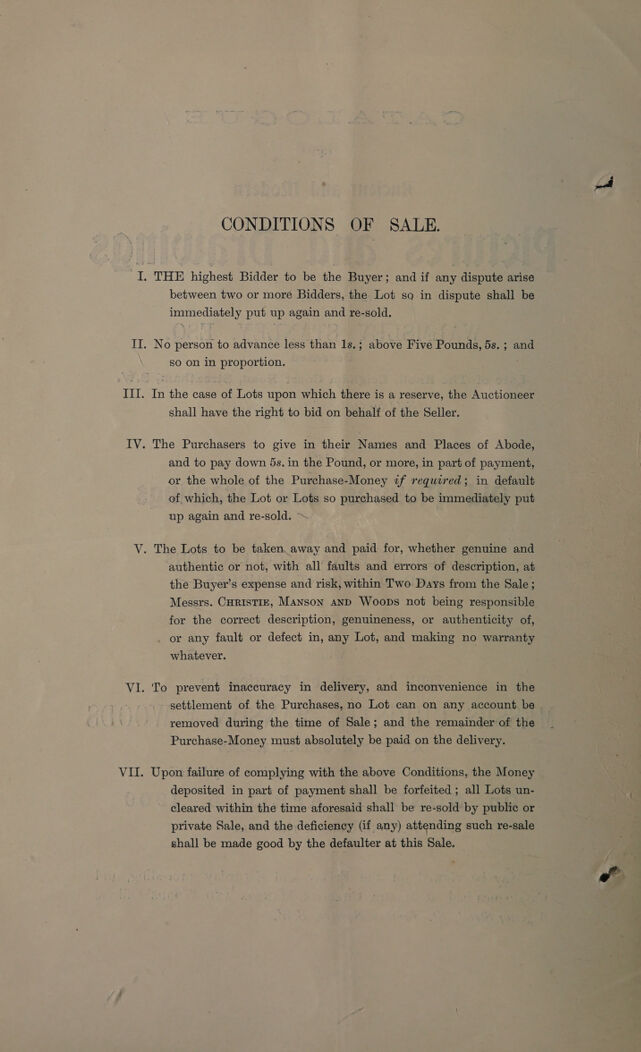 CONDITIONS OF SALE.
I. THE highest Bidder to be the Buyer; and if any dispute arise
between two or more Bidders, the Lot so in dispute shall be
immediately put up again and re-sold.
II. No person to advance less than 1s.; above Five Pounds, 5s.; and
so on in proportion.
III. In the case of Lots upon which there is a reserve, the Auctioneer
shall have the right to bid on behalf of the Seller.
IV. The Purchasers to give in their Names and Places of Abode,
and to pay down 5s. in the Pound, or more, in part of payment,
or the whole of the Purchase-Money if required; in default
of which, the Lot or Lots so purchased to be immediately put
up again and re-sold.
V. The Lots to be taken away and paid for, whether genuine and
authentic or not, with all faults and errors of description, at
the Buyer's expense and risk, within Two Days from the Sale;
Messrs. Christie, Manson and Woods not being responsible
for the correct description, genuineness, or authenticity of,
or any fault or defect in, any Lot, and making no warranty
whatever.
VI. To prevent inaccuracy in delivery, and inconvenience in the
settlement of the Purchases, no Lot can on any account be
removed during the time of Sale; and the remainder of the
Purchase-Money must absolutely be paid on the delivery.
VII. Upon failure of complying with the above Conditions, the Money
deposited in part of payment shall be forfeited; all Lots un-
cleared within the time aforesaid shall be re-sold by public or
private Sale, and the deficiency (if any) attending such re-sale
shall be made good by the defaulter at this Sale.